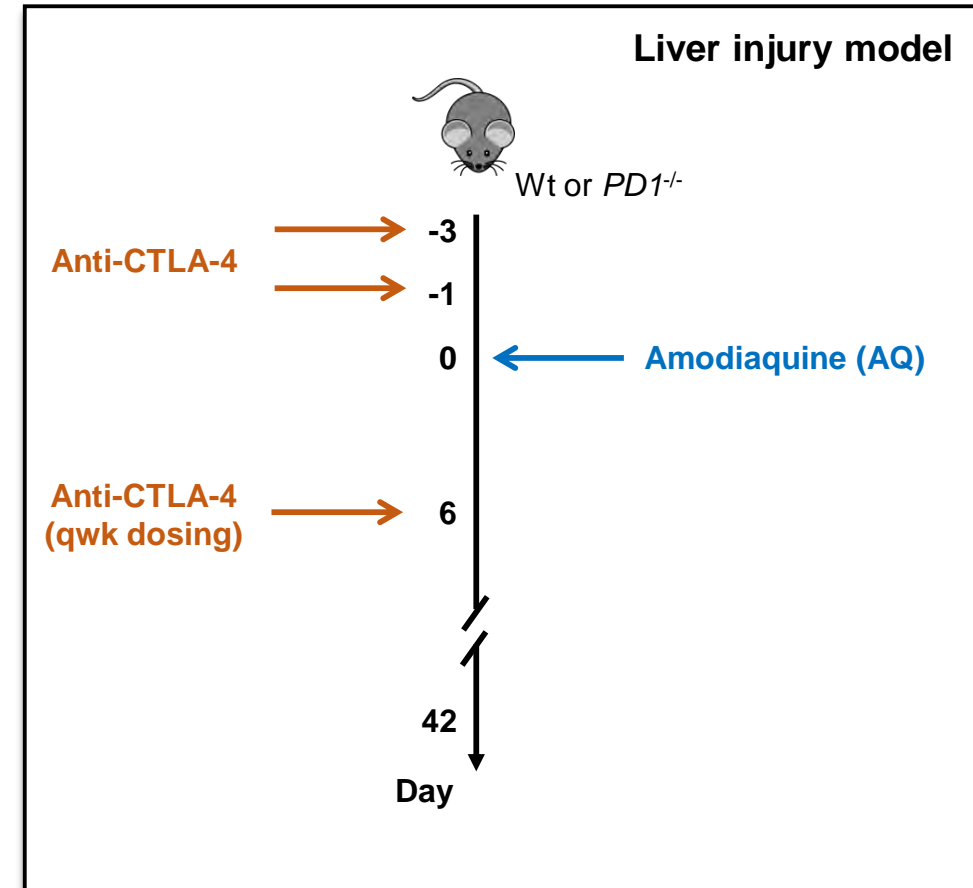 Liver injury model
Wt or PD1-/-
-3
Anti-CTLA-4
-1
0
Amodiaquine (AQ)
Anti-CTLA-4
(qwk dosing)
6
42
Day